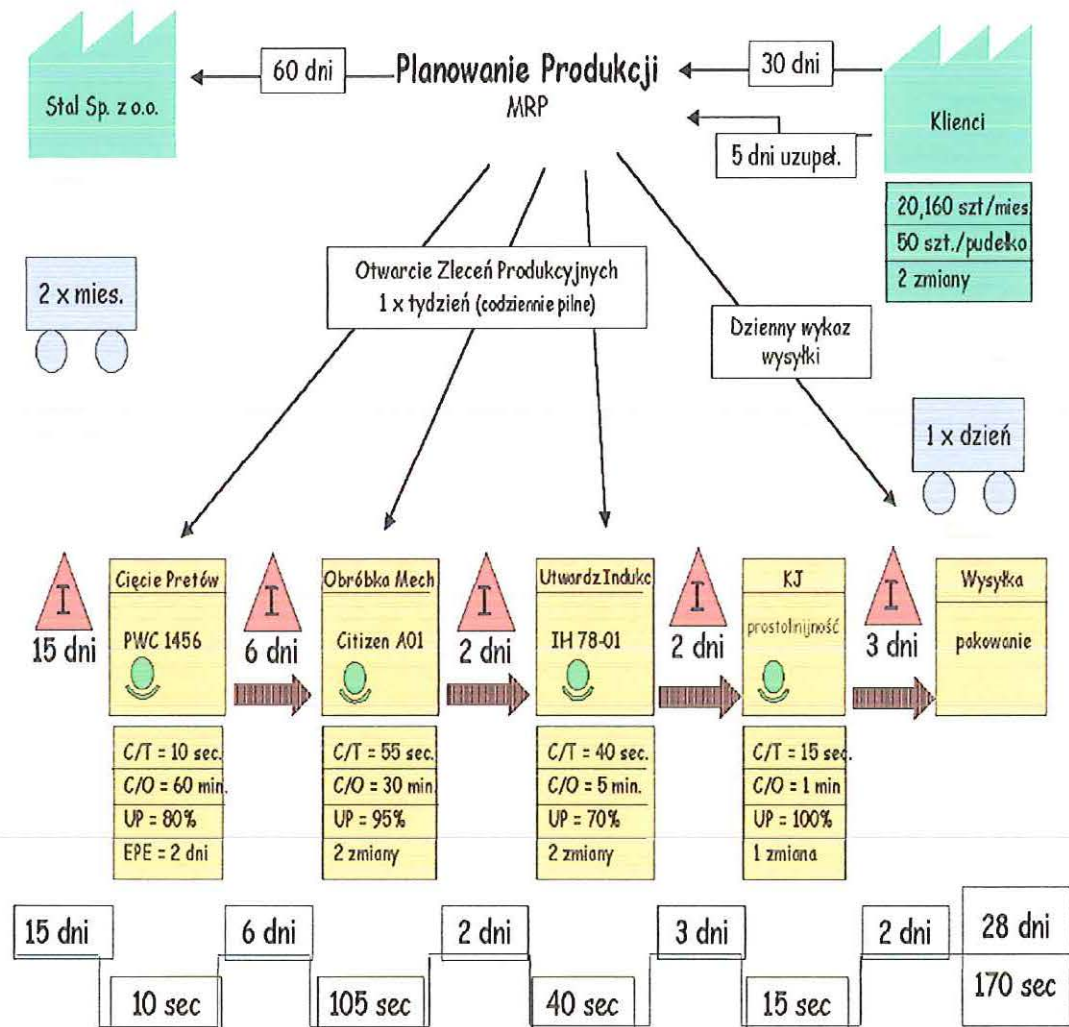 60 dni
Planowanie Produkcji
MRP
30 dni
Stal Sp. z o.o.
Klienci
5 dni uzupeł.
20,160 szt/mies.
50 szt./pudełko
2 zmiany
2 x mies.
Otwarcie Zleceń Produkcyjnych
1 x tydzień (codziennie pilne)
Dzienny wykaz
wysyłki
1 x dzień
I
15 dni
Cięcie Prętów
PWC 1456
I
6 dni
Obróbka Mech
Citizen A01
I
2 dni
Utwardz Indukc
IH 78-01
I
2 dni
KJ
prostolinijność
I
3 dni
Wysyłka
pakowanie
C/T = 10 sec.
C/O = 60 min.
UP = 80%
EPE = 2 dni
C/T = 55 sec.
C/O = 30 min.
UP = 95%
2 zmiany
C/T = 40 sec.
C/O = 5 min.
UP = 70%
2 zmiany
C/T = 15 sec.
C/O = 1 min
UP = 100%
1 zmiana
15 dni
6 dni
2 dni
3 dni
2 dni
28 dni
10 sec
105 sec
40 sec
15 sec
170 sec